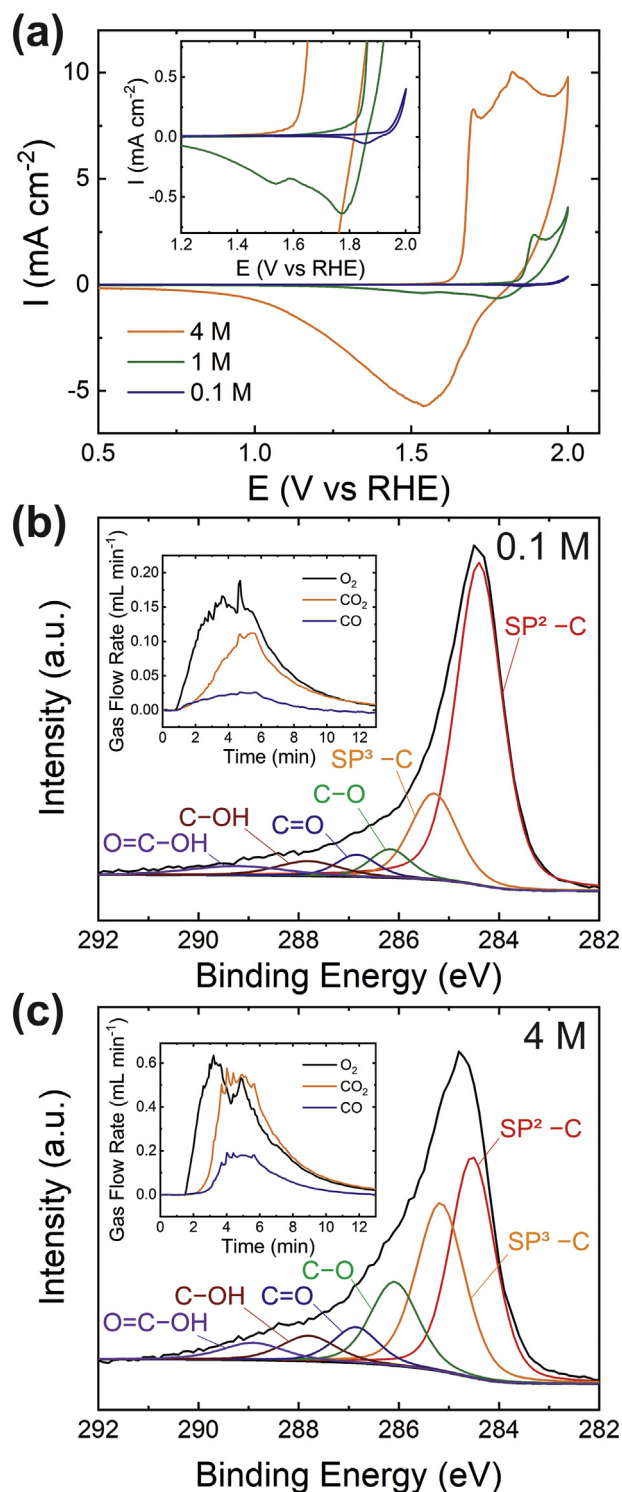 (a)
I (mA cm⁻²)
10
5
0
-5
0.5
1.0
1.5
2.0
E (V vs RHE)
4 M
1 M
0.1 M
I (mA cm⁻²)
0.5
0.0
-0.5
1.2
1.4
1.6
1.8
2.0
E (V vs RHE)
(b)
0.1 M
Intensity (a.u.)
Gas Flow Rate (mL min⁻¹)
0.20
0.15
0.10
0.05
0.00
0 2 4 6 8 10 12
Time (min)
O₂
CO₂
CO
SP² –C
SP³ –C
C–O
C=O
C–OH
O=C–OH
292 290 288 286 284 282
Binding Energy (eV)
(c)
4 M
Intensity (a.u.)
Gas Flow Rate (mL min⁻¹)
0.6
0.4
0.2
0.0
0 2 4 6 8 10 12
Time (min)
O₂
CO₂
CO
SP² –C
SP³ –C
C–O
C=O
C–OH
O=C–OH
292 290 288 286 284 282
Binding Energy (eV)